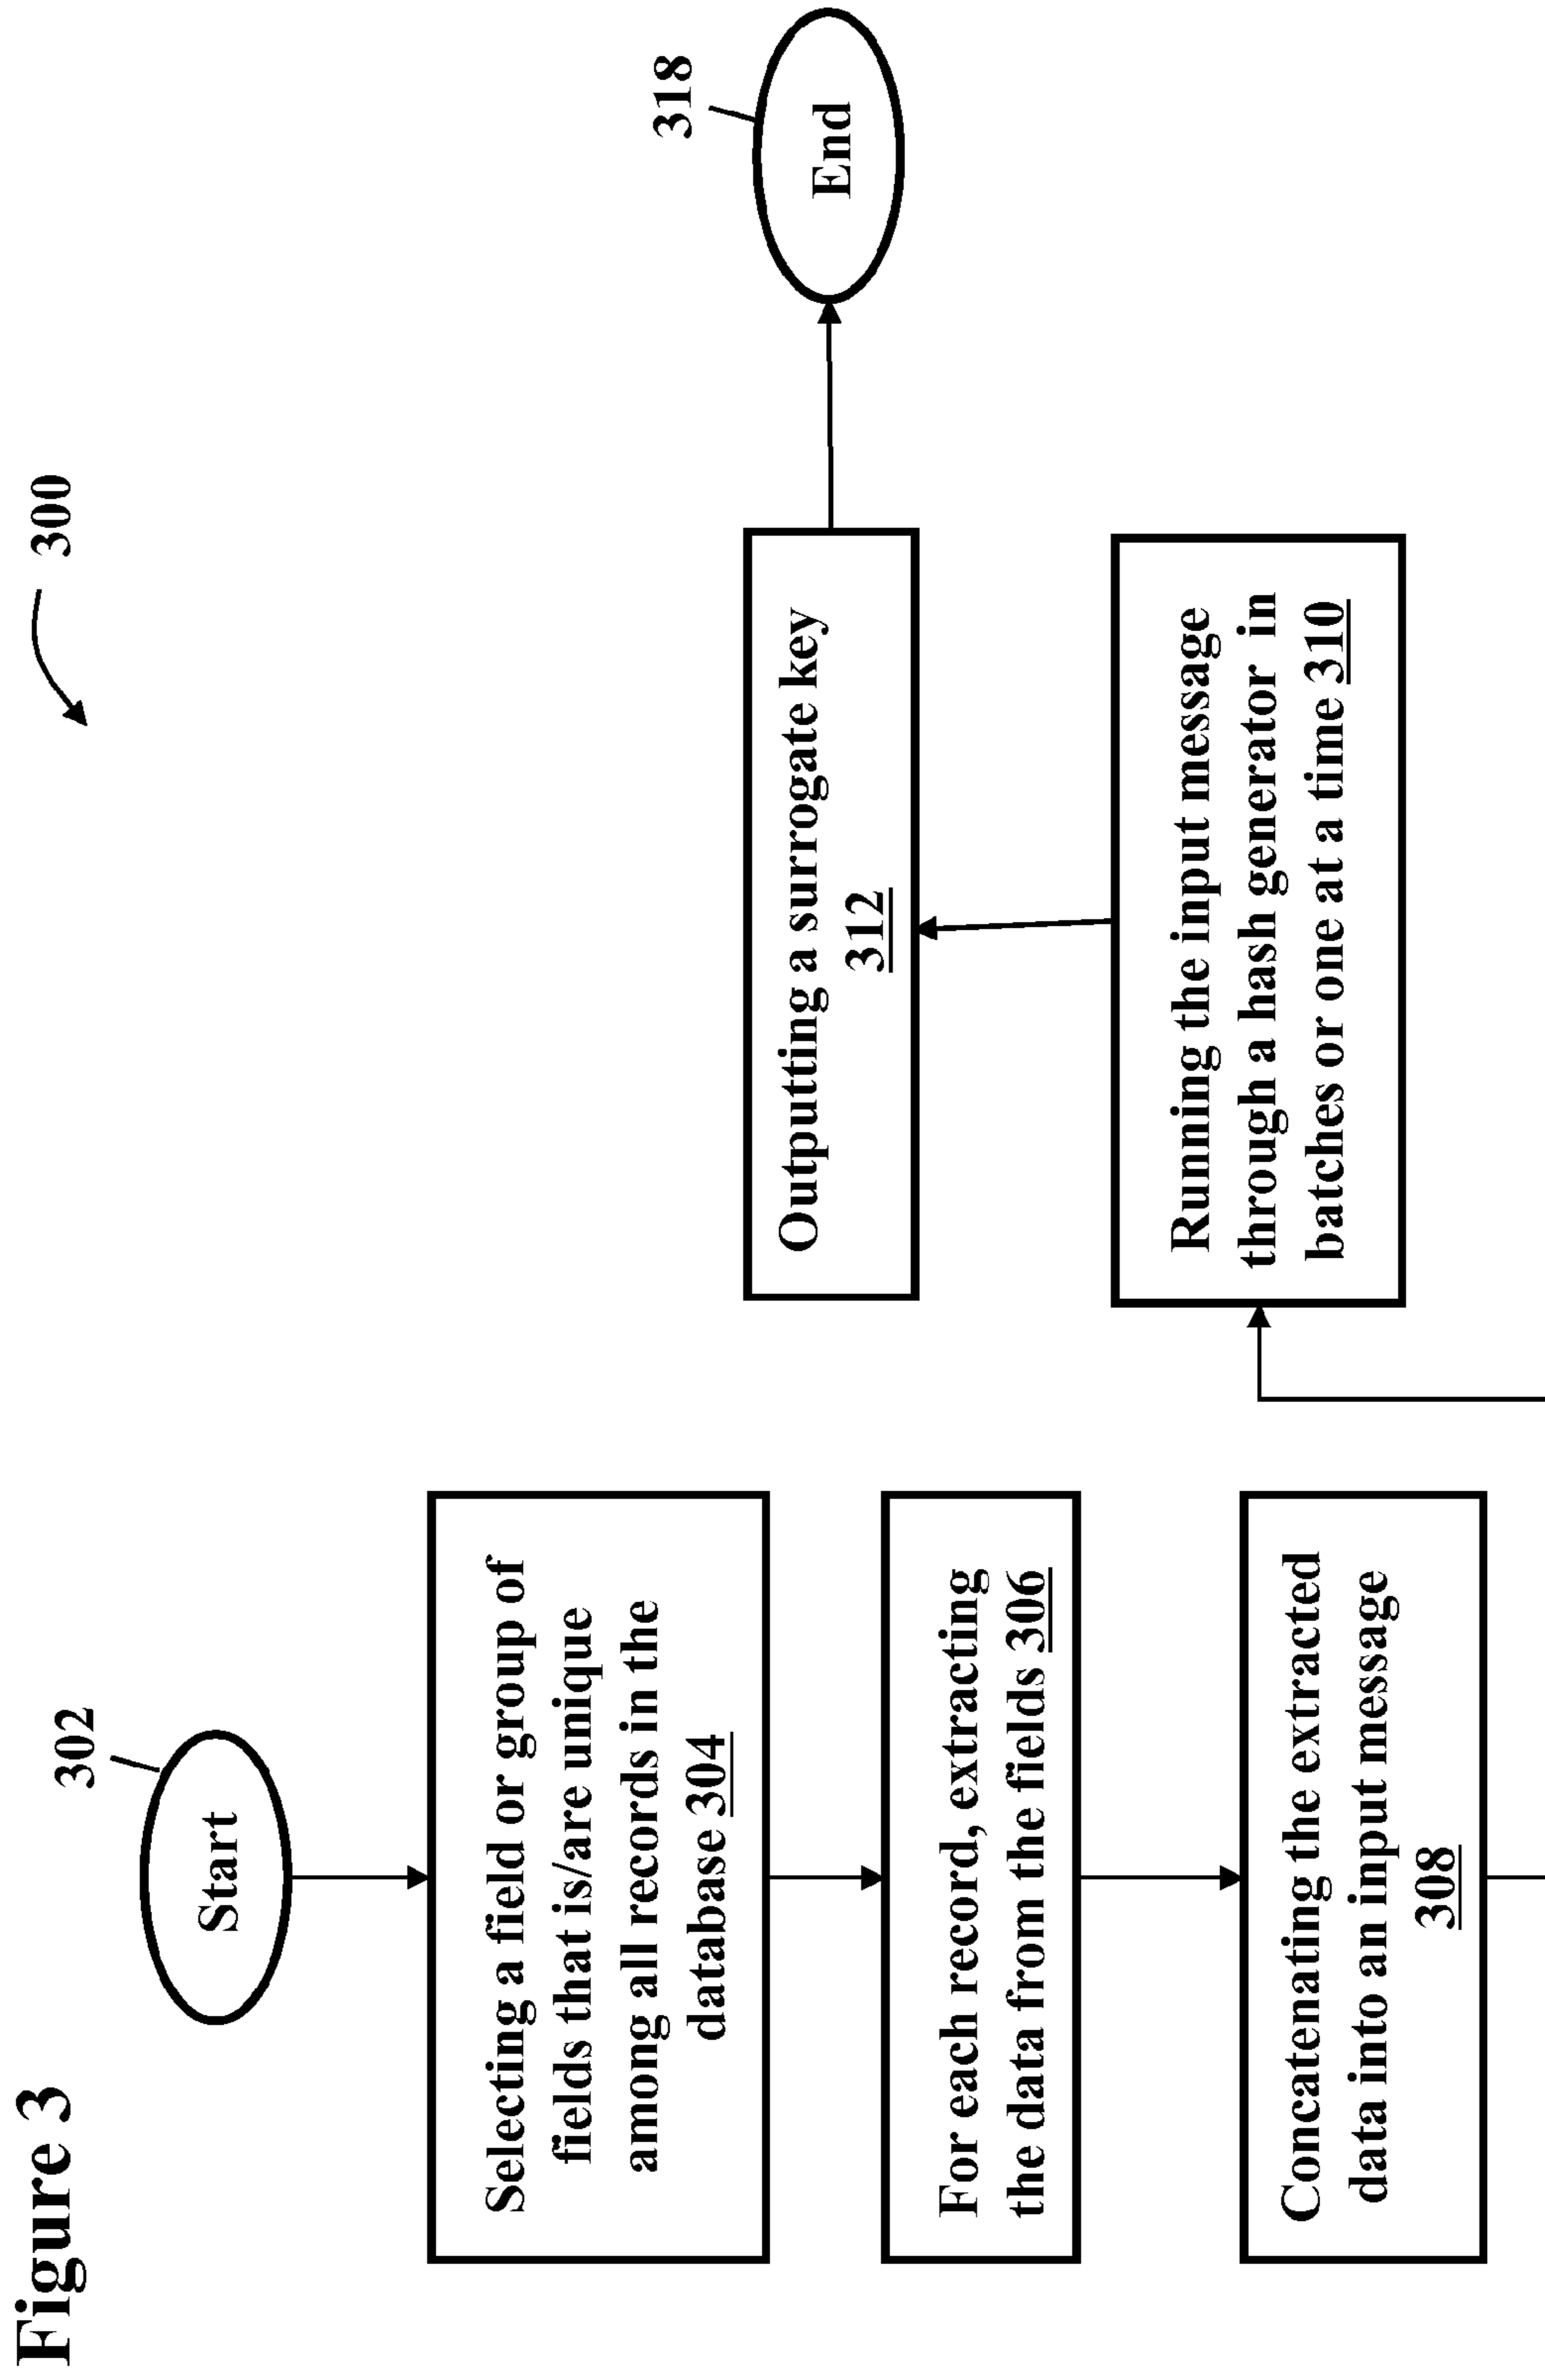 Figure 3
300
302
Start
Selecting a field or group of
fields that is/are unique
among all records in the
database 304
For each record, extracting
the data from the fields 306
Concatenating the extracted
data into an input message
308
Running the input message
through a hash generator in
batches or one at a time 310
Outputting a surrogate key
312
318
End